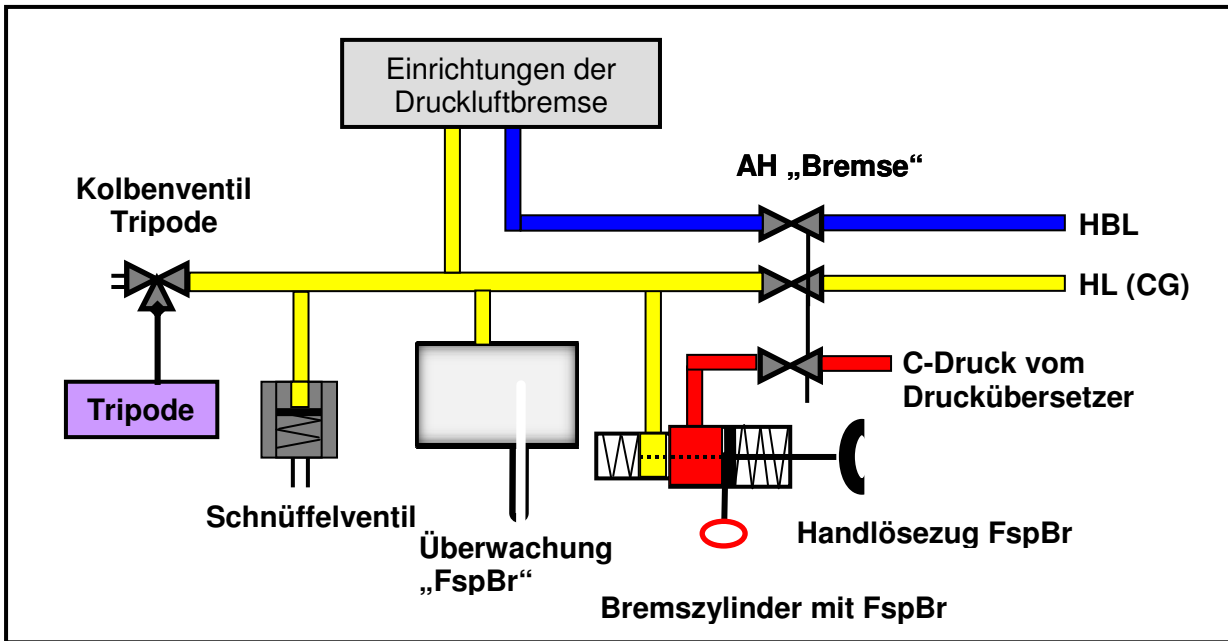 Einrichtungen der
Druckluftbremse
AH „Bremse“
Kolbenventil
Tripode
HBL
HL (CG)
C-Druck vom
Druckübersetzer
Tripode
Schnüffelventil
Überwachung
„FspBr“
Handlösezug FspBr
Bremszylinder mit FspBr